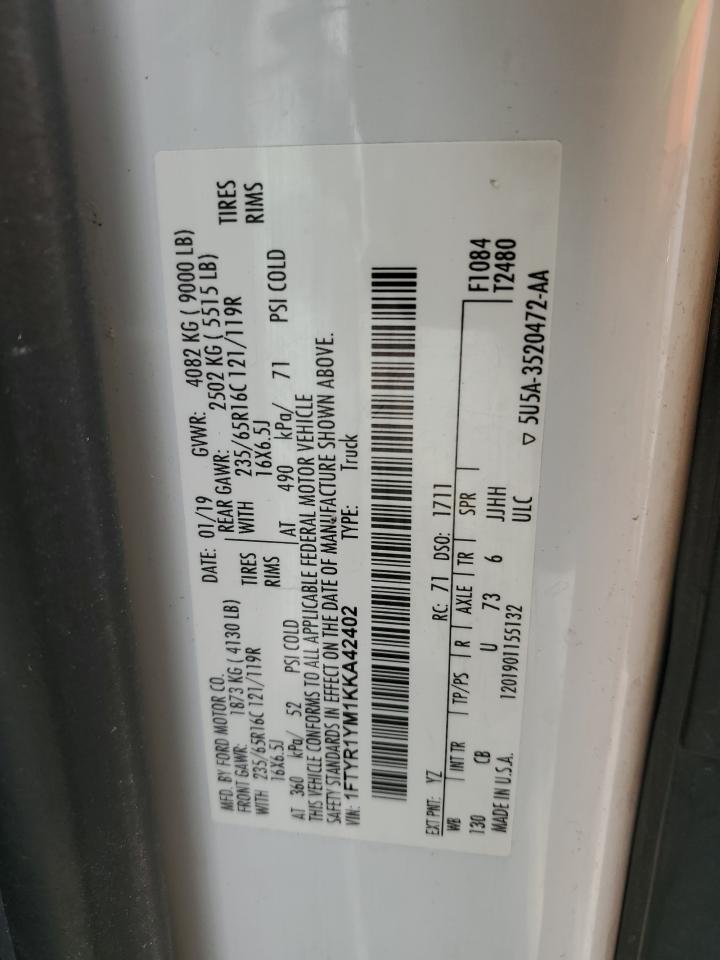 MFD. BY FORD MOTOR CO. DATE: 01/19 GVWR: 4082 KG ( 9000 LB)
FRONT GAWR: 1873 KG ( 4130 LB) REAR GAWR: 2502 KG ( 5515 LB)
WITH 235/65R16C 121/119R TIRES WITH 235/65R16C 121/119R TIRES
16X6.5J RIMS 16X6.5J RIMS
AT 360 kPa/ 52 PSI COLD AT 490 kPa/ 71 PSI COLD
THIS VEHICLE CONFORMS TO ALL APPLICABLE FEDERAL MOTOR VEHICLE
SAFETY STANDARDS IN EFFECT ON THE DATE OF MANUFACTURE SHOWN ABOVE.
VIN: 1FTYR1YM1KKA42402 TYPE: Truck
EXT PNT: YZ RC: 71 DSO: 1711 F1084
WB INT TR TP/PS R AXLE TR SPR T2480
130 CB U 73 6 JJHH
MADE IN U.S.A. 1201901155132 ULC
▽ 5U5A-3520472-AA